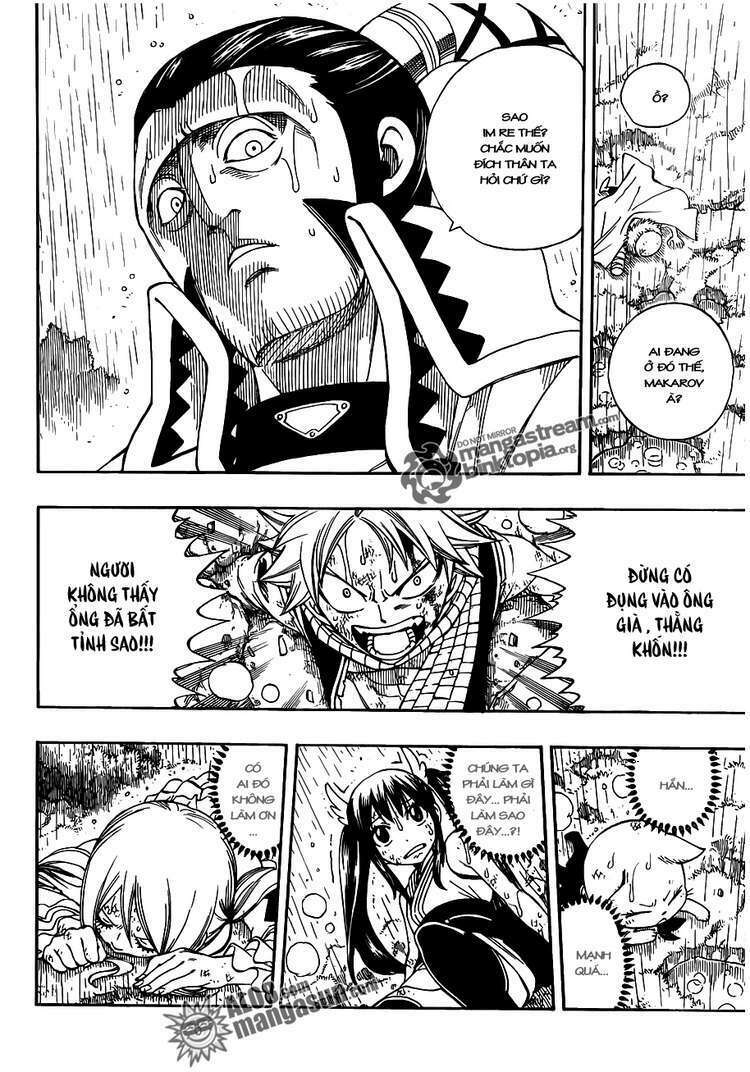 Ồ?
AI ĐANG
Ở ĐÓ THẾ,
MAKAROV
À?
SAO
IM RE THẾ?
CHẮC MUỐN
ĐÍCH THÂN TA
HỎI CHỨ GÌ?
DO NOT MIRROR
mangastream.com
binktopia.org
ĐỪNG CÓ
ĐỤNG VÀO ÔNG
GIÀ , THẰNG
KHỐN!!!
NGƯƠI
KHÔNG THẤY
ỔNG ĐÃ BẤT
TỈNH SAO!!!
HẮN...
MẠNH
QUÁ...
CHÚNG TA
PHẢI LÀM GÌ
ĐÂY... PHẢI
LÀM SAO
ĐÂY...?!
CÓ
AI ĐÓ
KHÔNG
LÀM ƠN
...
ALO8.com
mangasun.com